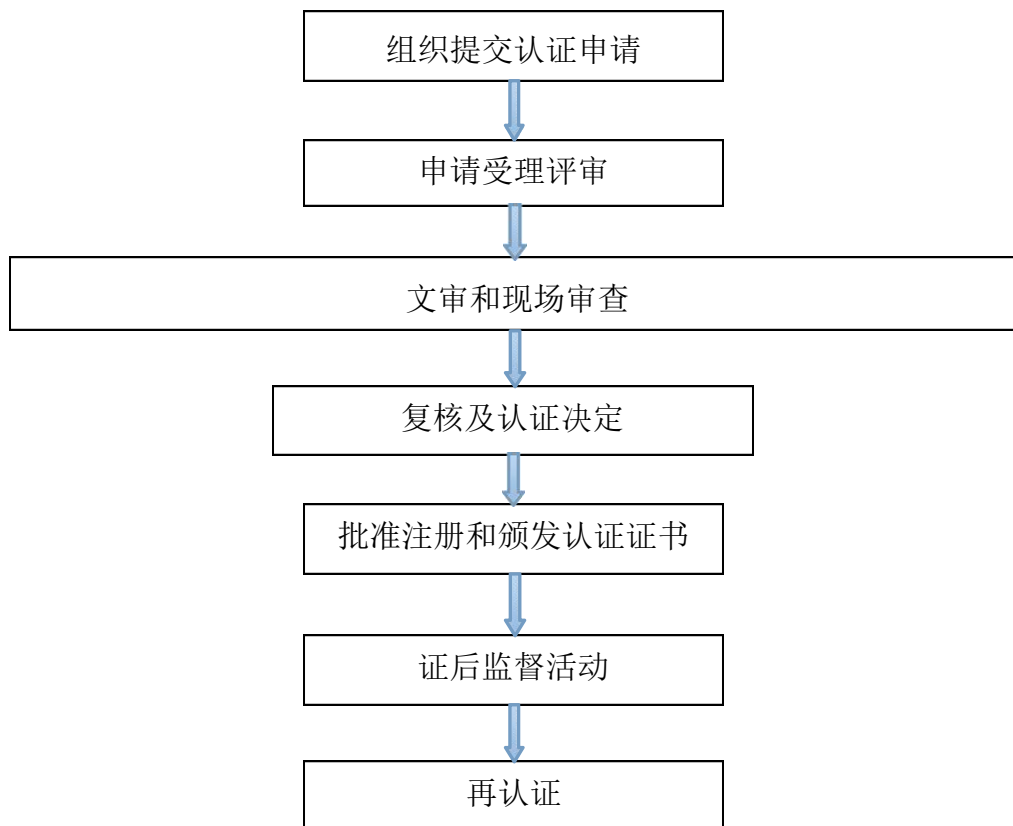 组织提交认证申请
申请受理评审
文审和现场审查
复核及认证决定
批准注册和颁发认证证书
证后监督活动
再认证